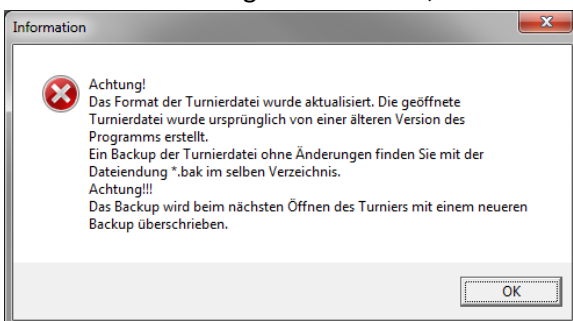 Information
Achtung!
Das Format der Turnierdatei wurde aktualisiert. Die geöffnete
Turnierdatei wurde ursprünglich von einer älteren Version des
Programms erstellt.
Ein Backup der Turnierdatei ohne Änderungen finden Sie mit der
Dateiendung *.bak im selben Verzeichnis.
Achtung!!!
Das Backup wird beim nächsten Öffnen des Turniers mit einem neueren
Backup überschrieben.
OK